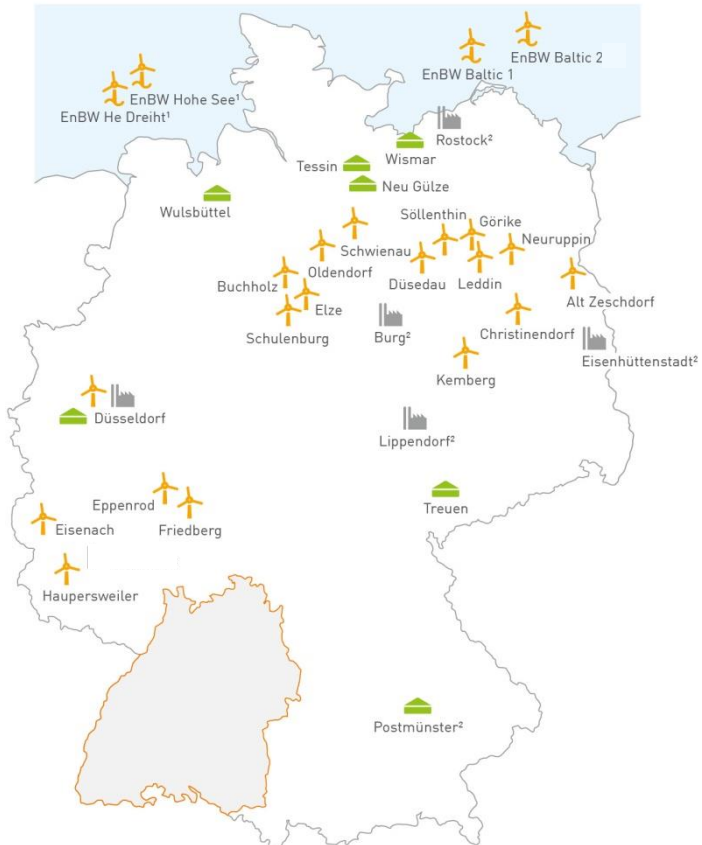 EnBW Baltic 2
EnBW Baltic 1
EnBW Hohe See¹
EnBW He Dreiht¹
Rostock²
Wismar
Tessin
Neu Gülze
Wulsbüttel
Söllenthin
Görike
Schwienau
Neuruppin
Oldendorf
Leddin
Buchholz
Düsedau
Alt Zeschdorf
Elze
Schulenburg
Burg²
Christinendorf
Eisenhüttenstadt²
Kemberg
Düsseldorf
Lippendorf²
Eppenrod
Treuen
Eisenach
Friedberg
Haupersweiler
Postmünster²